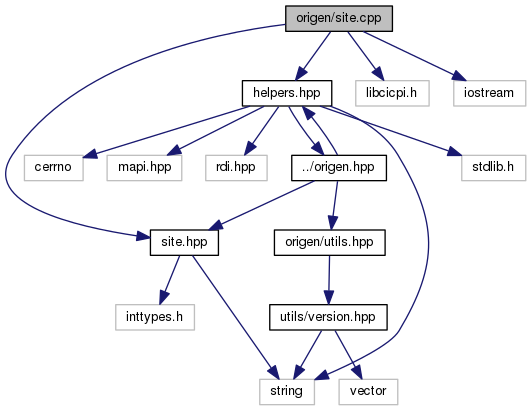 origen/site.cpp
helpers.hpp
libcicpi.h
iostream
cerrno
mapi.hpp
rdi.hpp
../origen.hpp
stdlib.h
site.hpp
origen/utils.hpp
inttypes.h
utils/version.hpp
string
vector